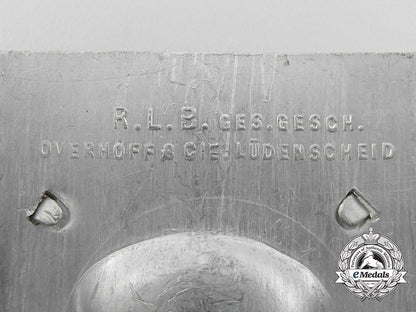 R.L.B. GES.GESCH.
OVERHOFF & CIE. LÜDENSCHEID
eMedals